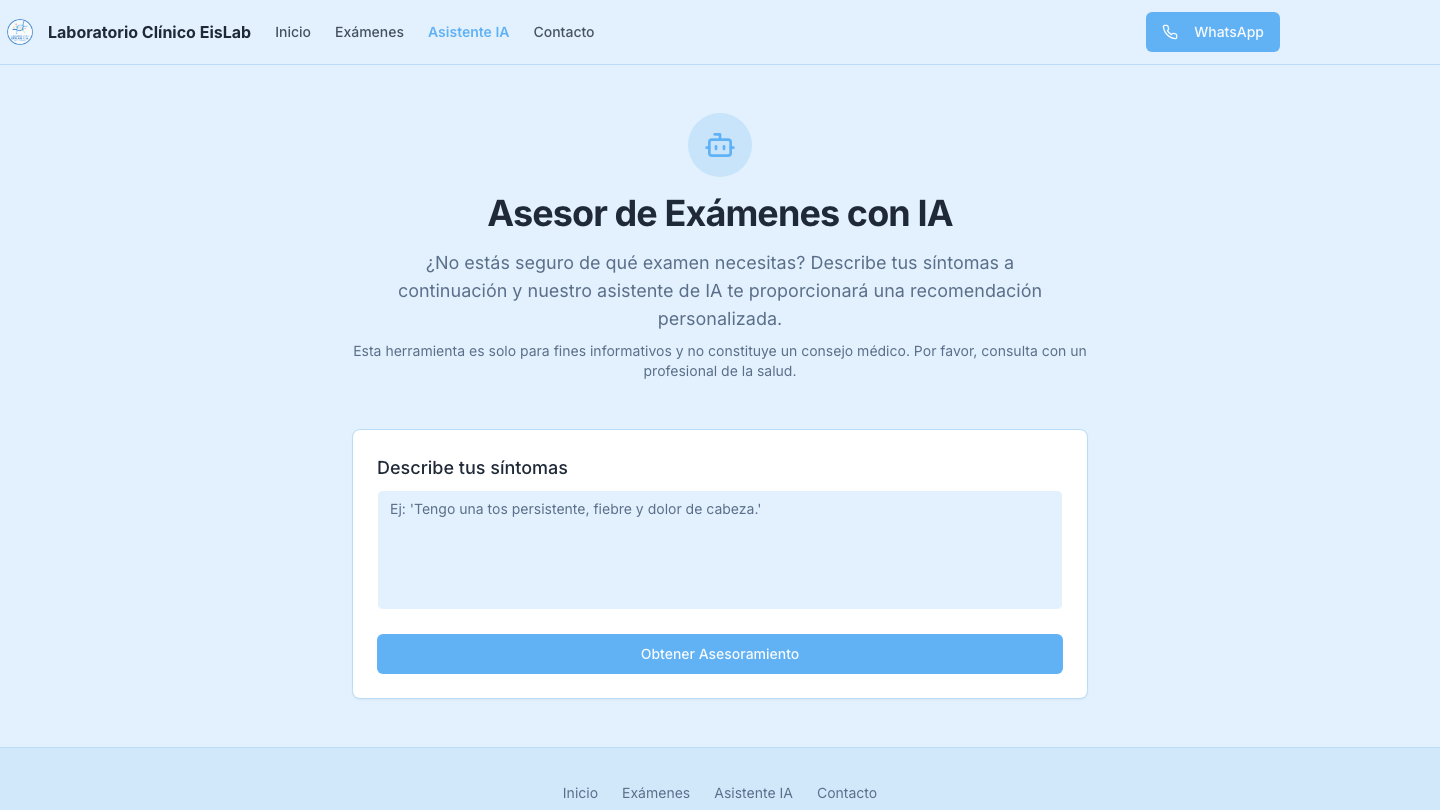 Laboratorio Clínico EisLab
Inicio
Exámenes
Asistente IA
Contacto
WhatsApp
Asesor de Exámenes con IA
¿No estás seguro de qué examen necesitas? Describe tus síntomas a
continuación y nuestro asistente de IA te proporcionará una recomendación
personalizada.
Esta herramienta es solo para fines informativos y no constituye un consejo médico. Por favor, consulta con un
profesional de la salud.
Describe tus síntomas
Ej: 'Tengo una tos persistente, fiebre y dolor de cabeza.'
Obtener Asesoramiento
Inicio
Exámenes
Asistente IA
Contacto